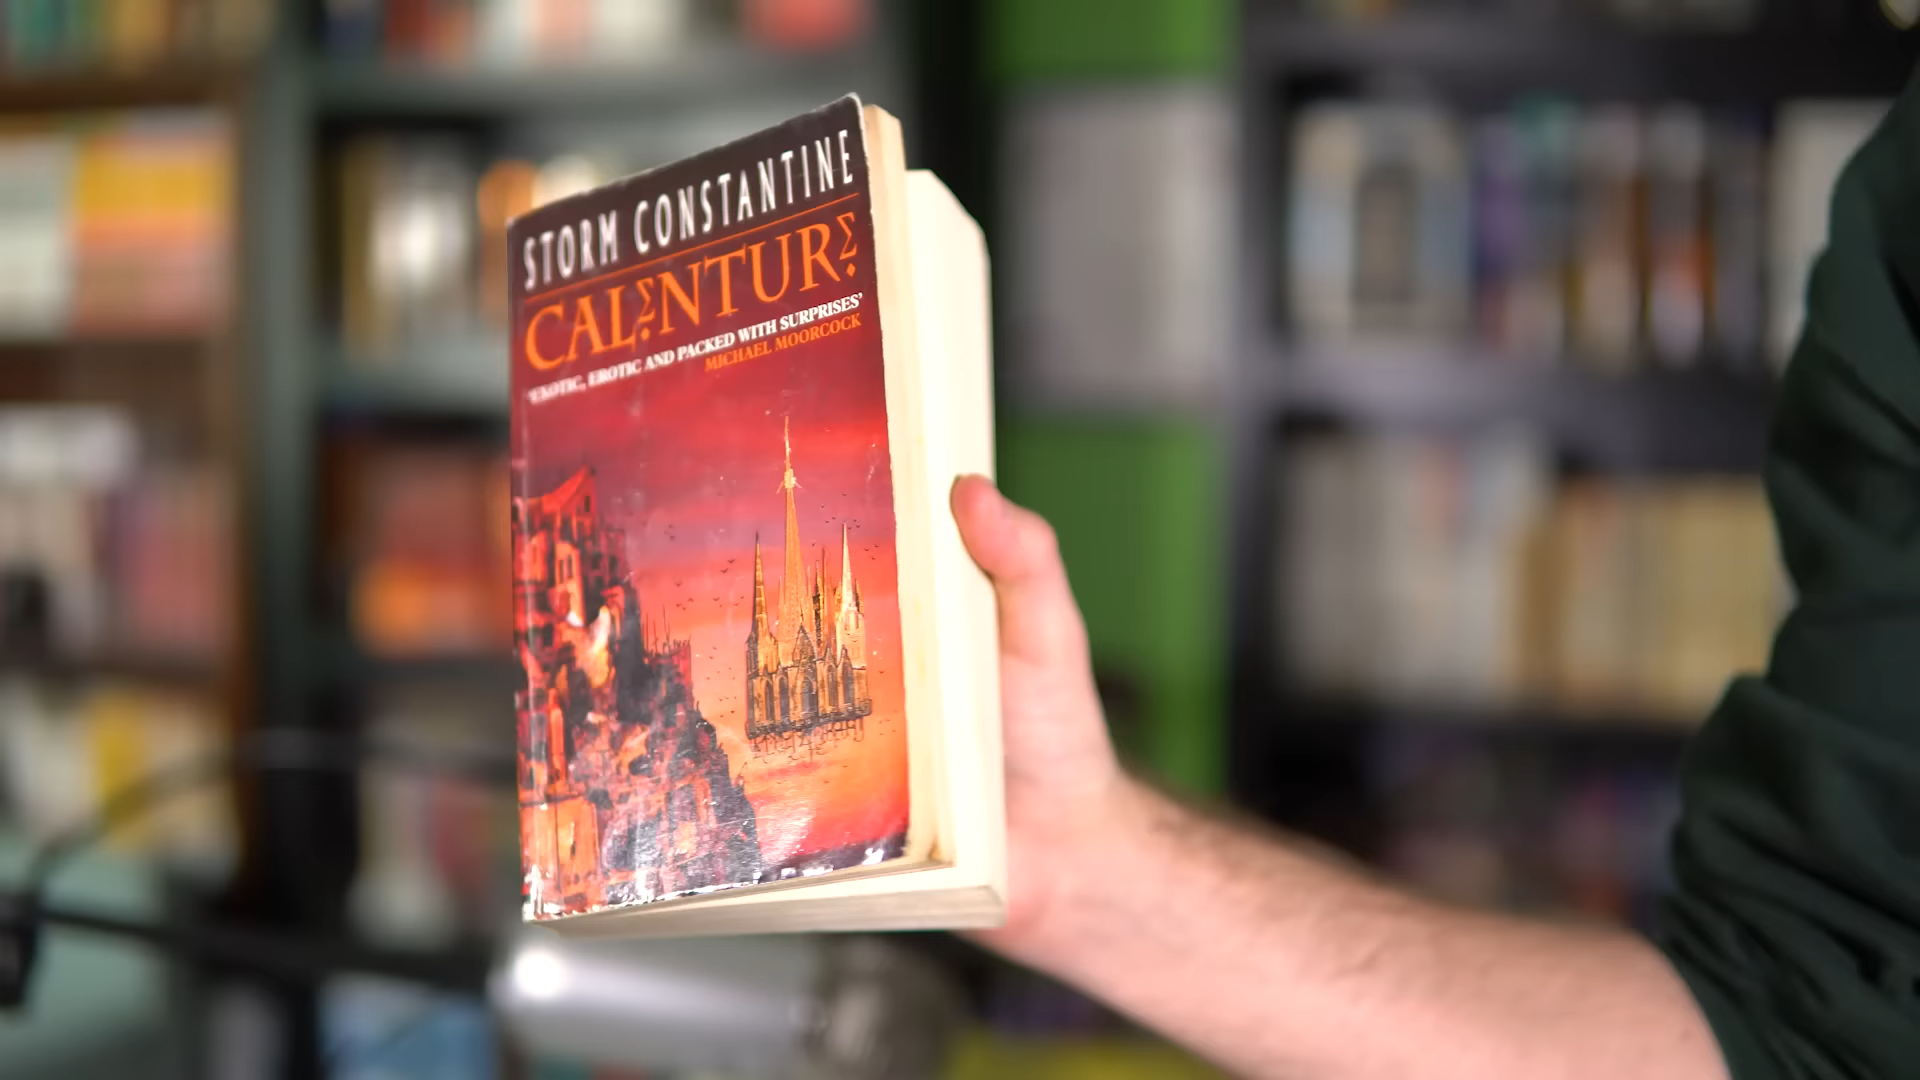 STORM CONSTANTINE
CALENTURE
'EXOTIC, EROTIC AND PACKED WITH SURPRISES'
MICHAEL MOORCOCK